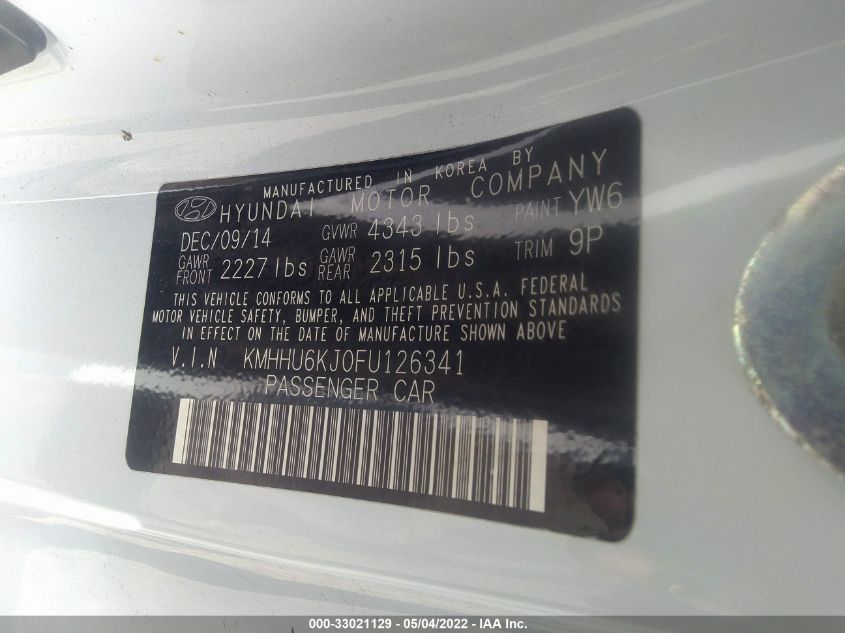 MANUFACTURED IN KOREA BY
HYUNDAI MOTOR COMPANY
DEC/09/14 GVWR 4343 lbs PAINT YW6
GAWR FRONT 2227 lbs GAWR REAR 2315 lbs TRIM 9P
THIS VEHICLE CONFORMS TO ALL APPLICABLE U.S.A. FEDERAL
MOTOR VEHICLE SAFETY, BUMPER, AND THEFT PREVENTION STANDARDS
IN EFFECT ON THE DATE OF MANUFACTURE SHOWN ABOVE
V.I.N KMHHU6KJ0FU126341
PASSENGER CAR
000-33021129 - 05/04/2022 - IAA Inc.